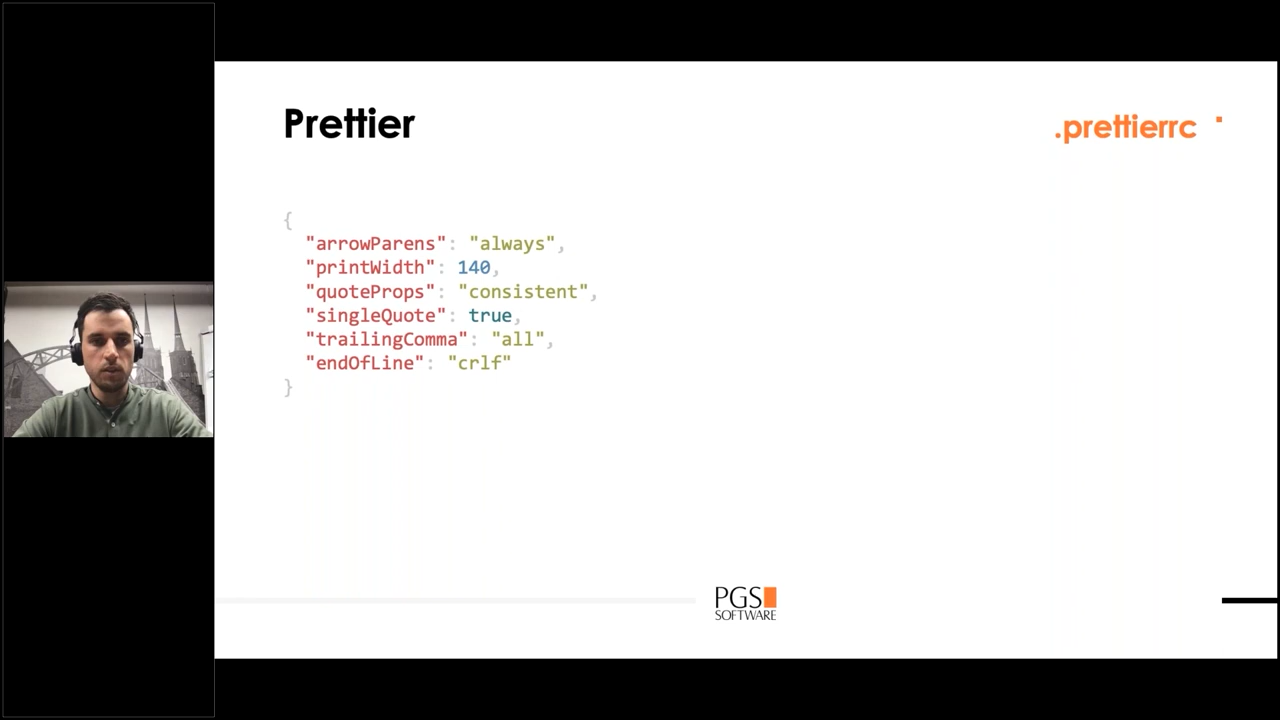 Prettier
.prettierrc
{
"arrowParens": "always",
"printWidth": 140,
"quoteProps": "consistent",
"singleQuote": true,
"trailingComma": "all",
"endOfLine": "crlf"
}
PGS
SOFTWARE